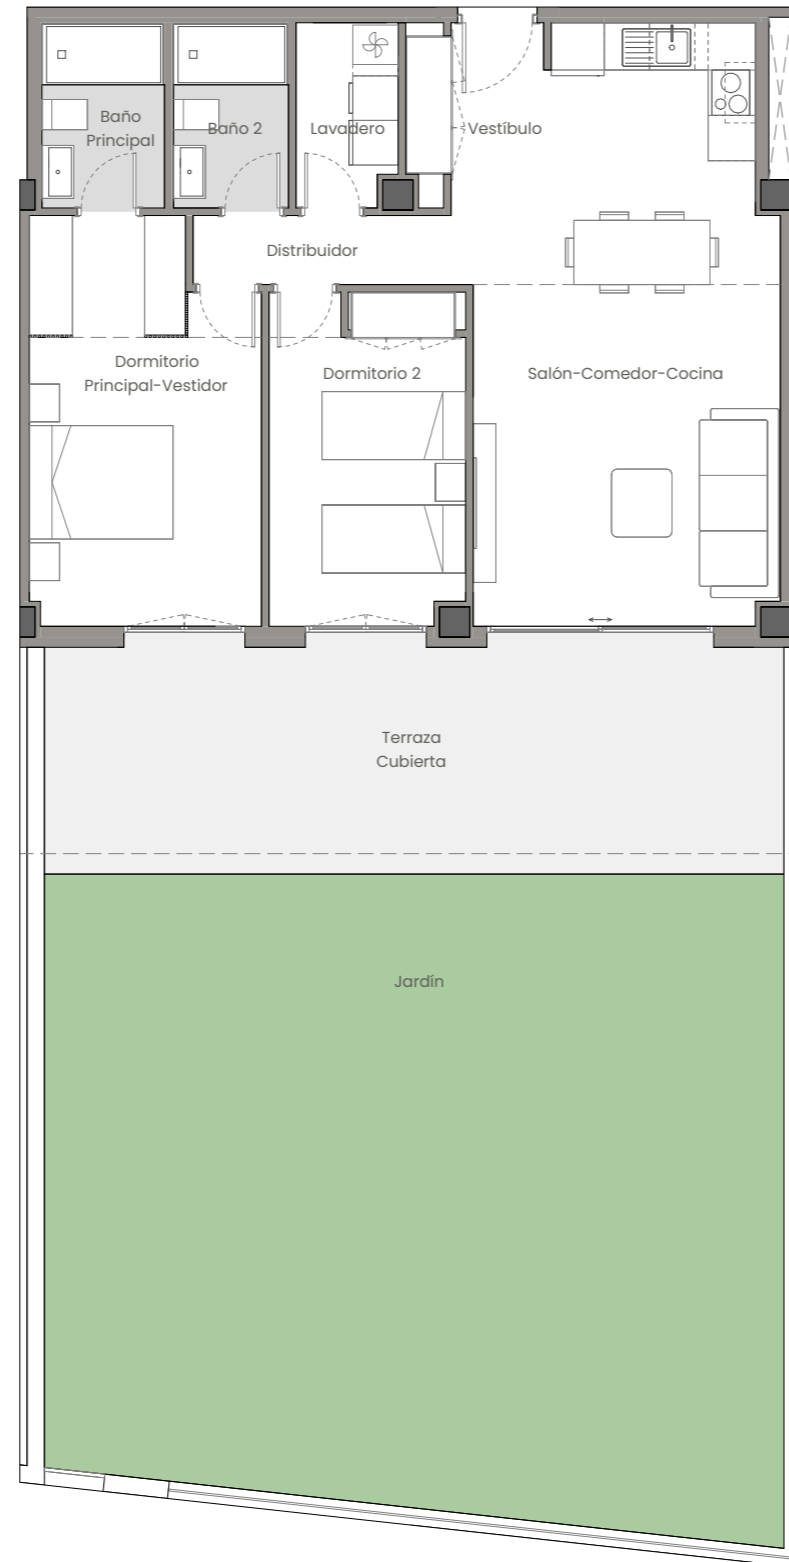 Baño
Principal
Baño 2
Lavadero
Vestíbulo
Distribuidor
Dormitorio
Principal-Vestidor
Dormitorio 2
Salón-Comedor-Cocina
Terraza
Cubierta
Jardín